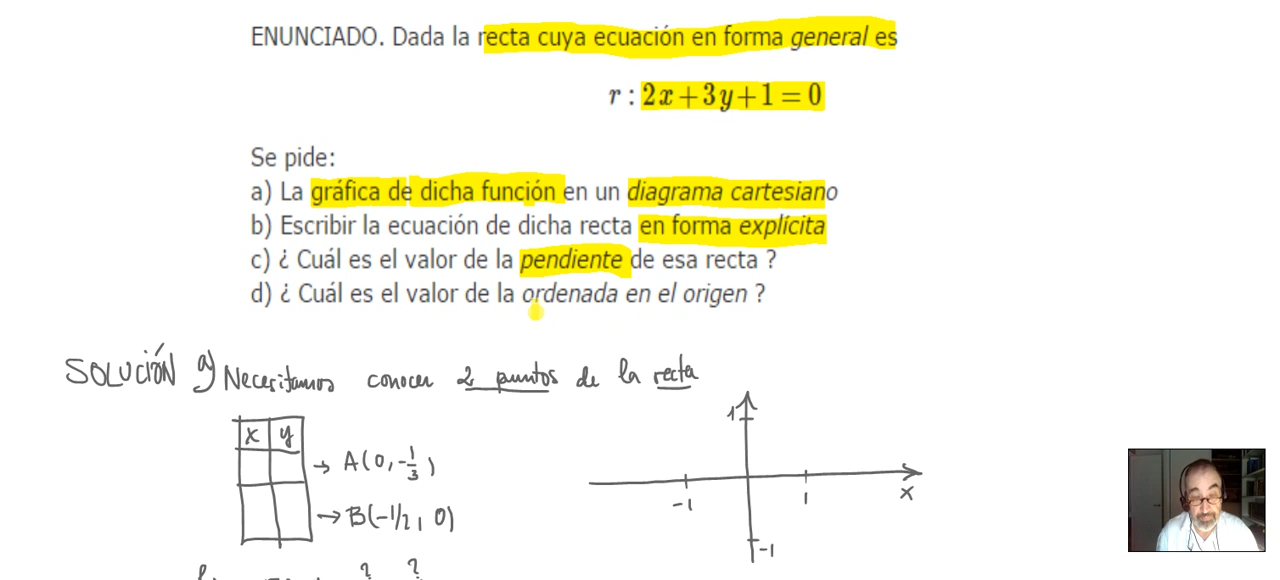 ENUNCIADO. Dada la recta cuya ecuación en forma general es
r : 2x+3y+1 = 0
Se pide:
a) La gráfica de dicha función en un diagrama cartesiano
b) Escribir la ecuación de dicha recta en forma explícita
c) ¿ Cuál es el valor de la pendiente de esa recta ?
d) ¿ Cuál es el valor de la ordenada en el origen ?
SOLUCIÓN a) Necesitamos conocer 2 puntos de la recta
x y
→ A(0, -1/3)
→ B(-1/2, 0)
1
-1 1 x
-1
? ?